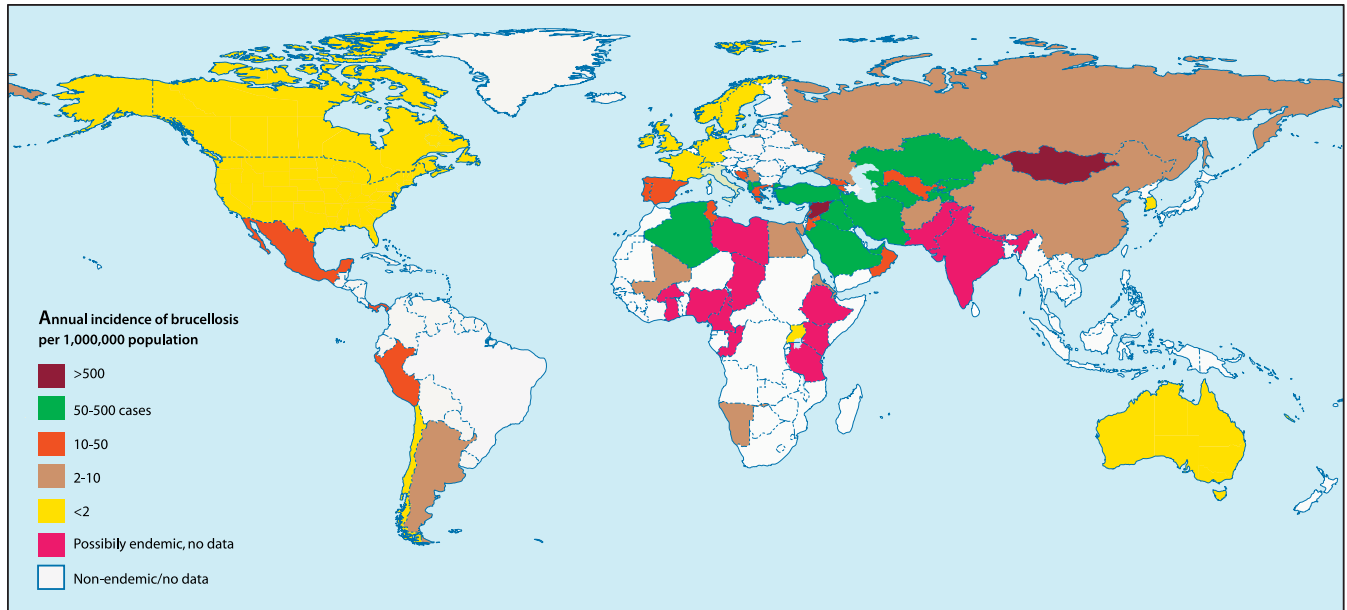 Annual incidence of brucellosis
per 1,000,000 population
>500
50-500 cases
10-50
2-10
<2
Possibily endemic, no data
Non-endemic/no data